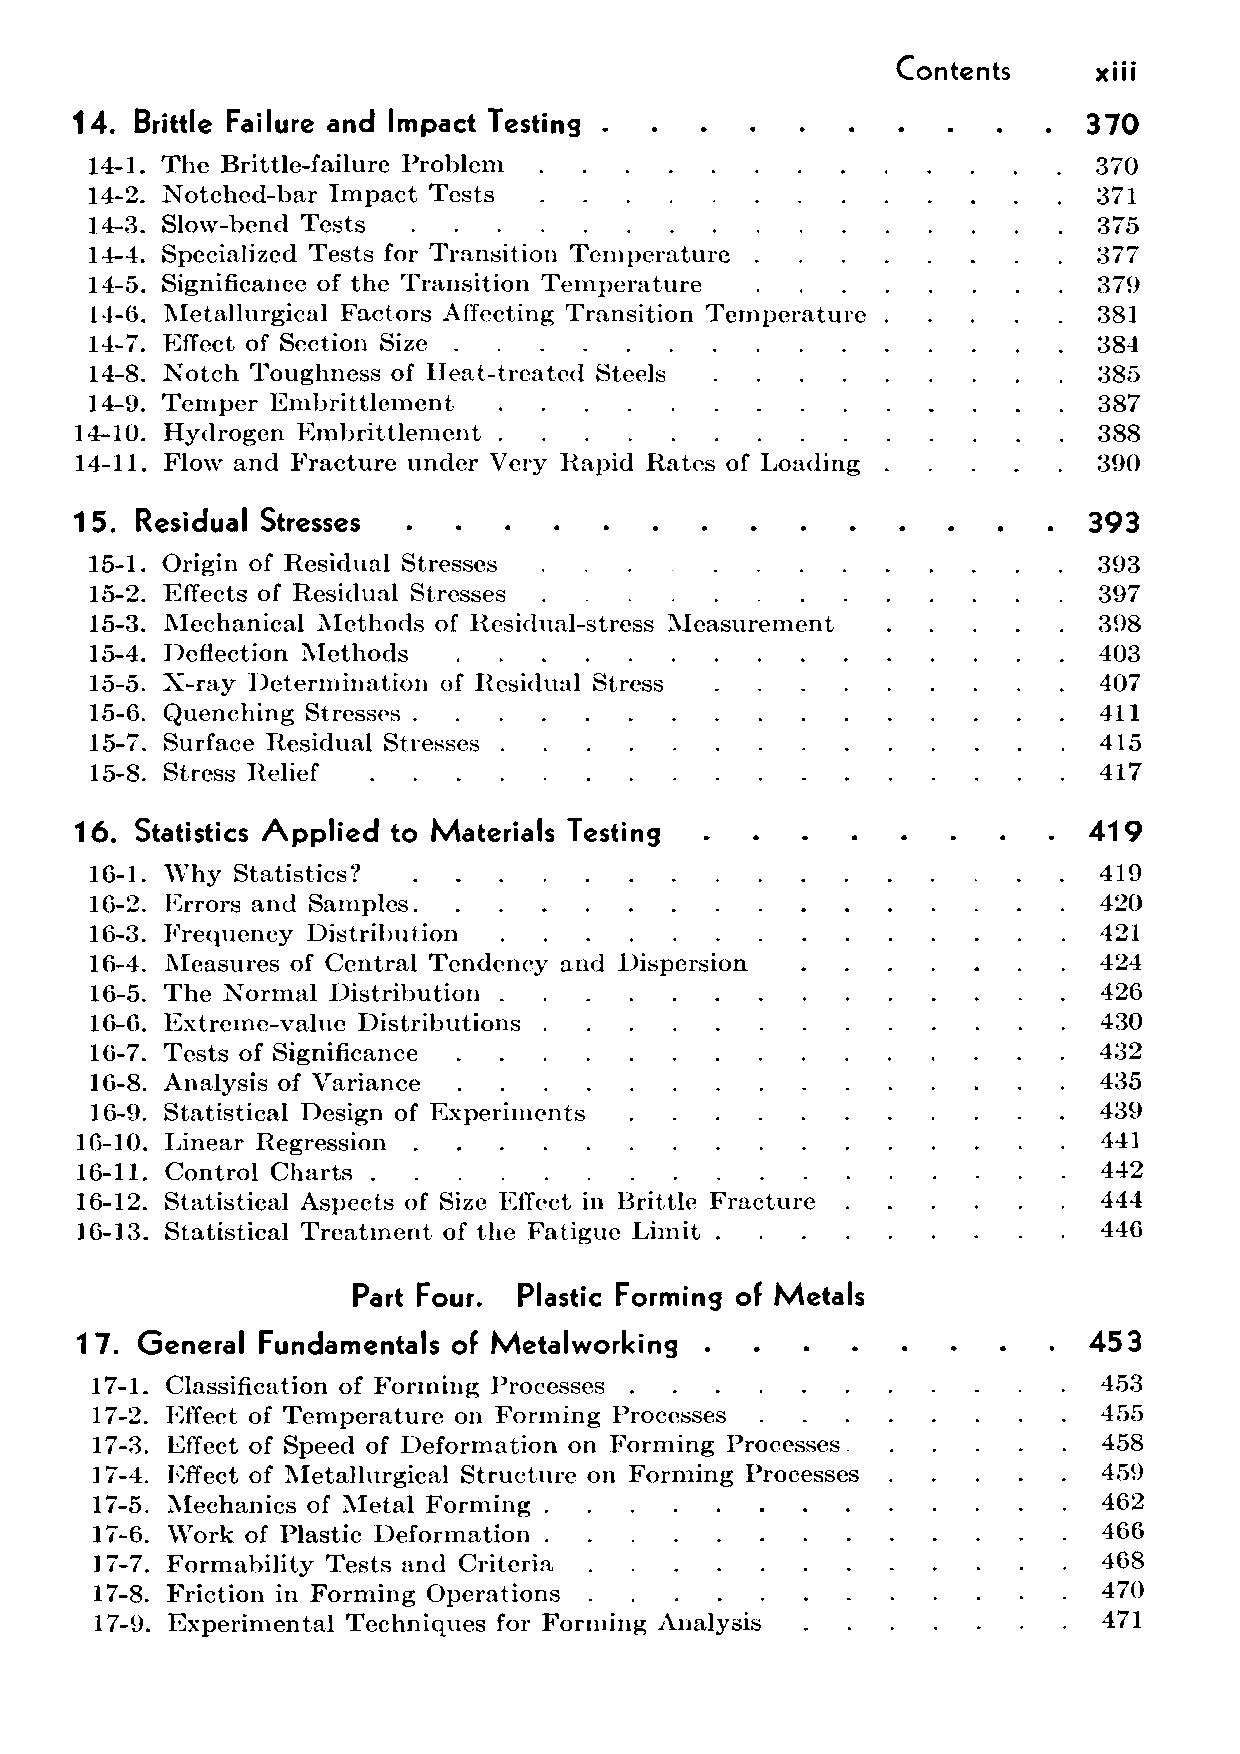 Contents xiii
14. Brittle Failure and Impact Testing . . . . . . . . . . 370
14-1. The Brittle-failure Problem . . . . . . . . . . . . . 370
14-2. Notched-bar Impact Tests . . . . . . . . . . . . . 371
14-3. Slow-bend Tests . . . . . . . . . . . . . . . . 375
14-4. Specialized Tests for Transition Temperature . . . . . . . . 377
14-5. Significance of the Transition Temperature . . . . . . . . 379
14-6. Metallurgical Factors Affecting Transition Temperature . . . . . 381
14-7. Effect of Section Size . . . . . . . . . . . . . . . 384
14-8. Notch Toughness of Heat-treated Steels . . . . . . . . . 385
14-9. Temper Embrittlement . . . . . . . . . . . . . . 387
14-10. Hydrogen Embrittlement . . . . . . . . . . . . . . 388
14-11. Flow and Fracture under Very Rapid Rates of Loading . . . . . 390
15. Residual Stresses . . . . . . . . . . . . . . 393
15-1. Origin of Residual Stresses . . . . . . . . . . . . . 393
15-2. Effects of Residual Stresses . . . . . . . . . . . . . 397
15-3. Mechanical Methods of Residual-stress Measurement . . . . . 398
15-4. Deflection Methods . . . . . . . . . . . . . . . 403
15-5. X-ray Determination of Residual Stress . . . . . . . . . 407
15-6. Quenching Stresses . . . . . . . . . . . . . . . . 411
15-7. Surface Residual Stresses . . . . . . . . . . . . . . 415
15-8. Stress Relief . . . . . . . . . . . . . . . . . 417
16. Statistics Applied to Materials Testing . . . . . . . . 419
16-1. Why Statistics? . . . . . . . . . . . . . . . . 419
16-2. Errors and Samples. . . . . . . . . . . . . . . . 420
16-3. Frequency Distribution . . . . . . . . . . . . . . 421
16-4. Measures of Central Tendency and Dispersion . . . . . . . 424
16-5. The Normal Distribution . . . . . . . . . . . . . . 426
16-6. Extreme-value Distributions . . . . . . . . . . . . . 430
16-7. Tests of Significance . . . . . . . . . . . . . . . 432
16-8. Analysis of Variance . . . . . . . . . . . . . . . 435
16-9. Statistical Design of Experiments . . . . . . . . . . . 439
16-10. Linear Regression . . . . . . . . . . . . . . . . 441
16-11. Control Charts . . . . . . . . . . . . . . . . . 442
16-12. Statistical Aspects of Size Effect in Brittle Fracture . . . . . . 444
16-13. Statistical Treatment of the Fatigue Limit . . . . . . . . . 446
Part Four. Plastic Forming of Metals
17. General Fundamentals of Metalworking . . . . . . . . 453
17-1. Classification of Forming Processes . . . . . . . . . . . 453
17-2. Effect of Temperature on Forming Processes . . . . . . . . 455
17-3. Effect of Speed of Deformation on Forming Processes . . . . . . 458
17-4. Effect of Metallurgical Structure on Forming Processes . . . . . 459
17-5. Mechanics of Metal Forming . . . . . . . . . . . . . 462
17-6. Work of Plastic Deformation . . . . . . . . . . . . . 466
17-7. Formability Tests and Criteria . . . . . . . . . . . . 468
17-8. Friction in Forming Operations . . . . . . . . . . . . 470
17-9. Experimental Techniques for Forming Analysis . . . . . . . 471